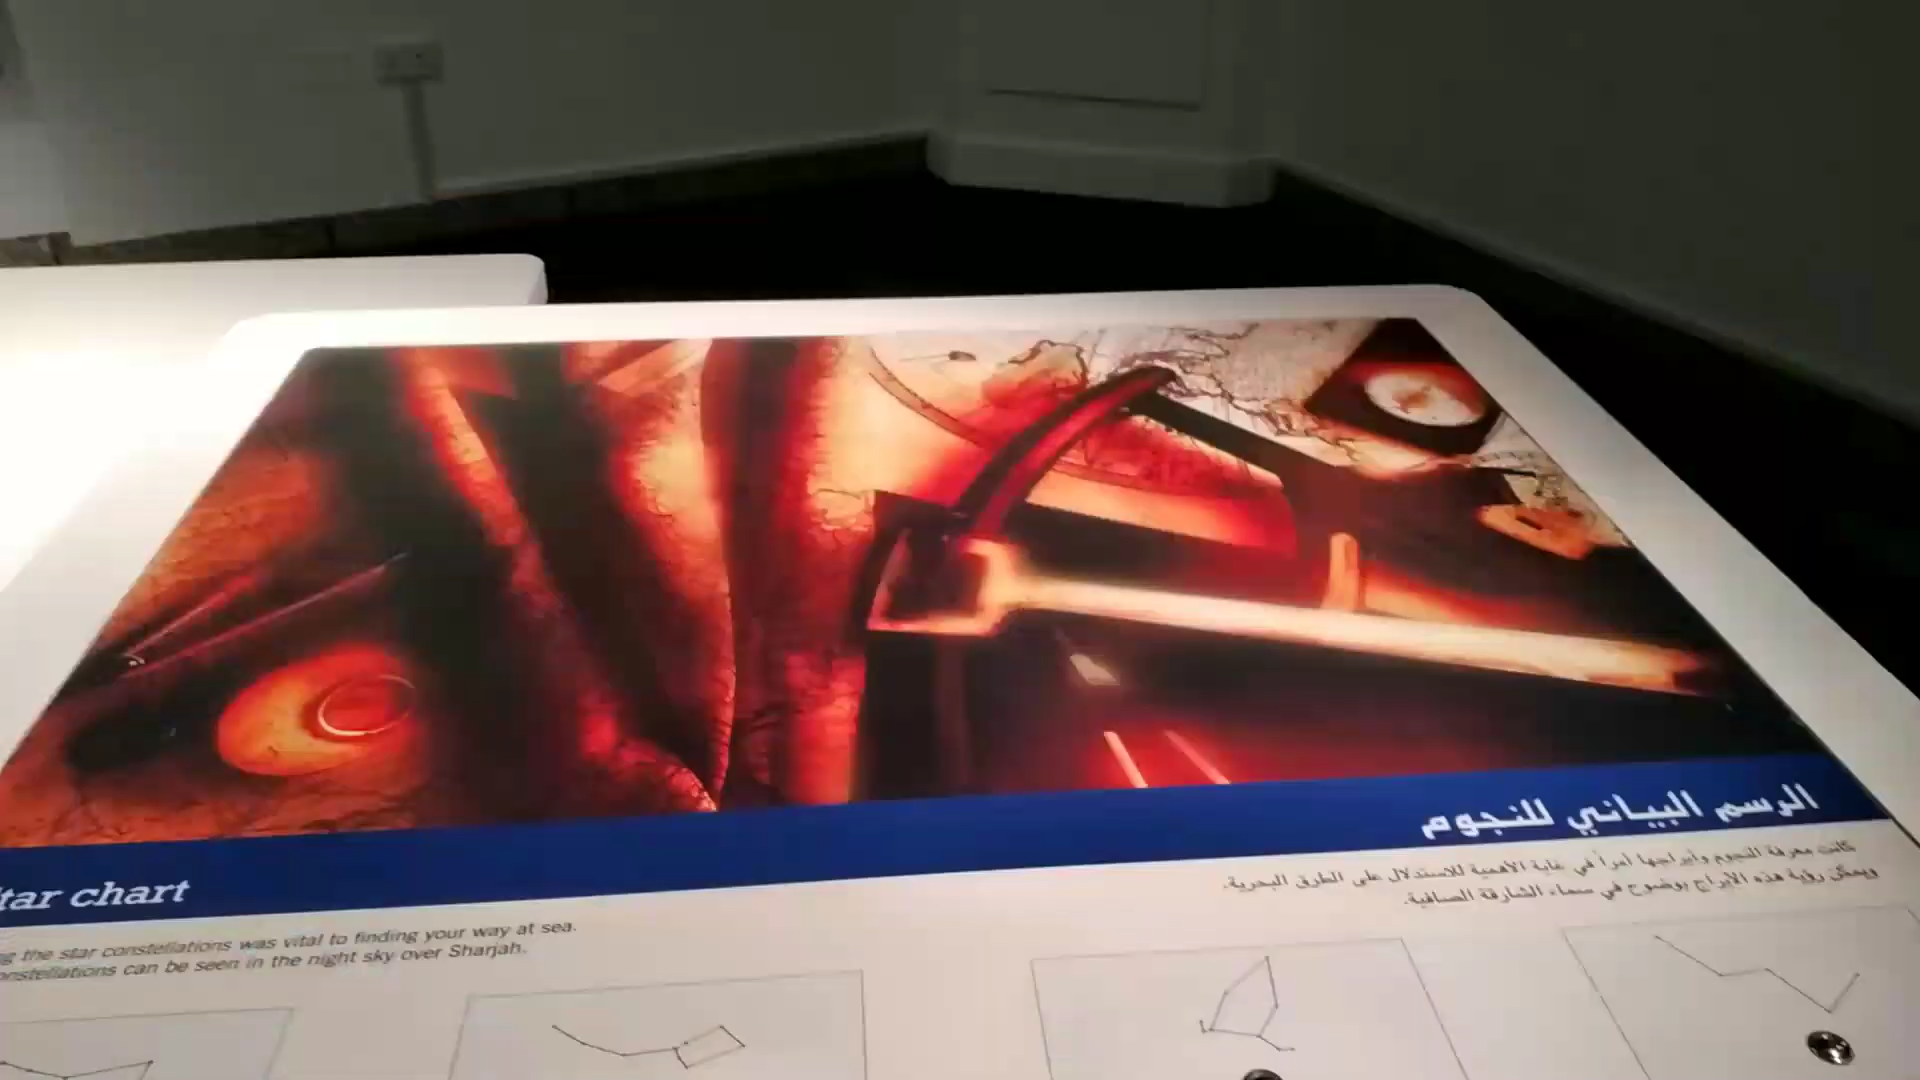 الرسم البياني للنجوم
كانت معرفة النجوم وأبراجها أمراً في غاية الأهمية للاستدلال على الطرق البحرية.
ويمكن رؤية هذه الأبراج بوضوح في سماء الشارقة الصافية.
tar chart
g the star constellations was vital to finding your way at sea.
onstellations can be seen in the night sky over Sharjah.